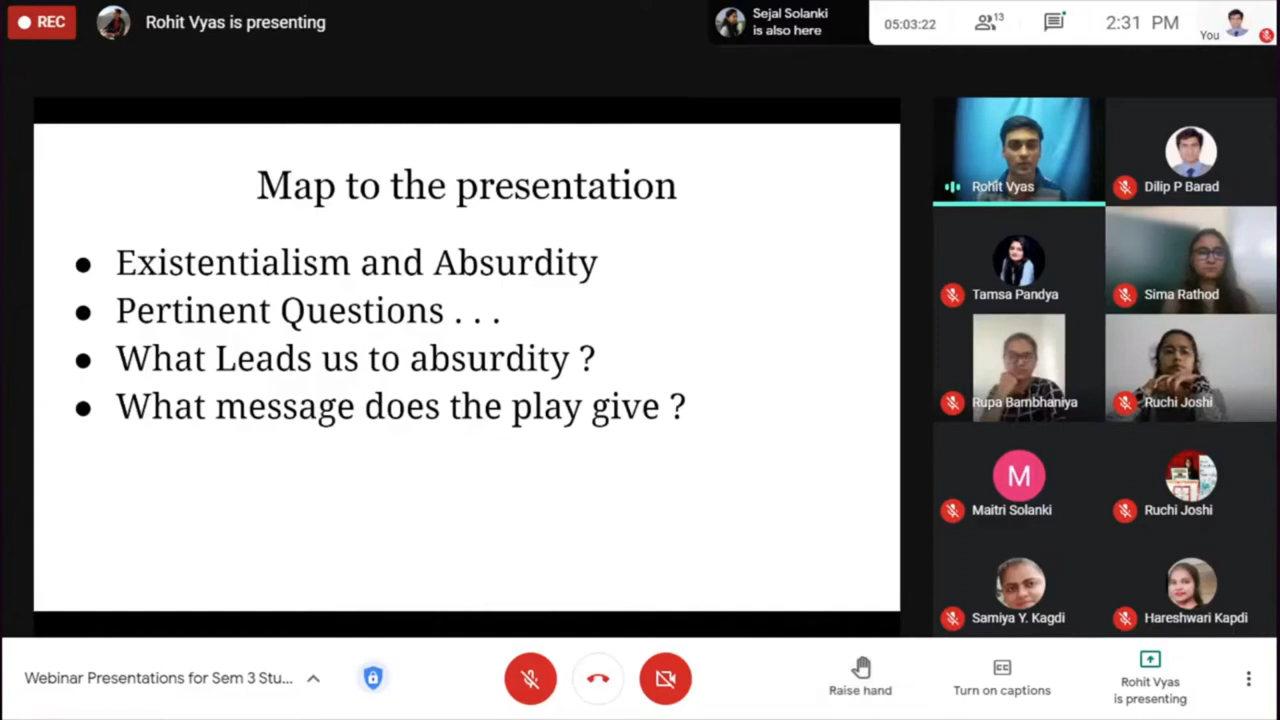 REC
Rohit Vyas is presenting
Sejal Solanki
is also here
05:03:22
13
2:31 PM
You
Map to the presentation
● Existentialism and Absurdity
● Pertinent Questions . . .
● What Leads us to absurdity ?
● What message does the play give ?
Rohit Vyas
Dilip P Barad
Tamsa Pandya
Sima Rathod
Rupa Bambhaniya
Ruchi Joshi
M
Maitri Solanki
Ruchi Joshi
Samiya Y. Kagdi
Hareshwari Kapdi
Webinar Presentations for Sem 3 Stu...
Raise hand
CC
Turn on captions
Rohit Vyas
is presenting